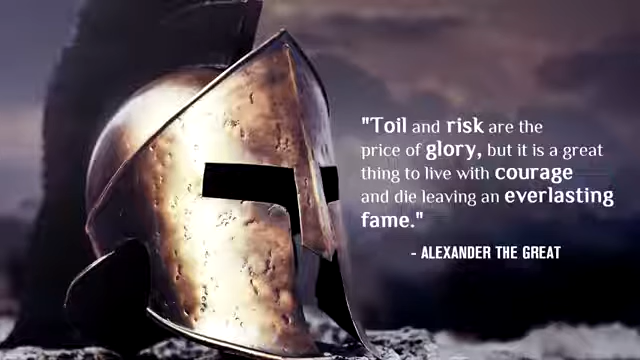 "Toil and risk are the
price of glory, but it is a great
thing to live with courage
and die leaving an everlasting
fame."
- ALEXANDER THE GREAT